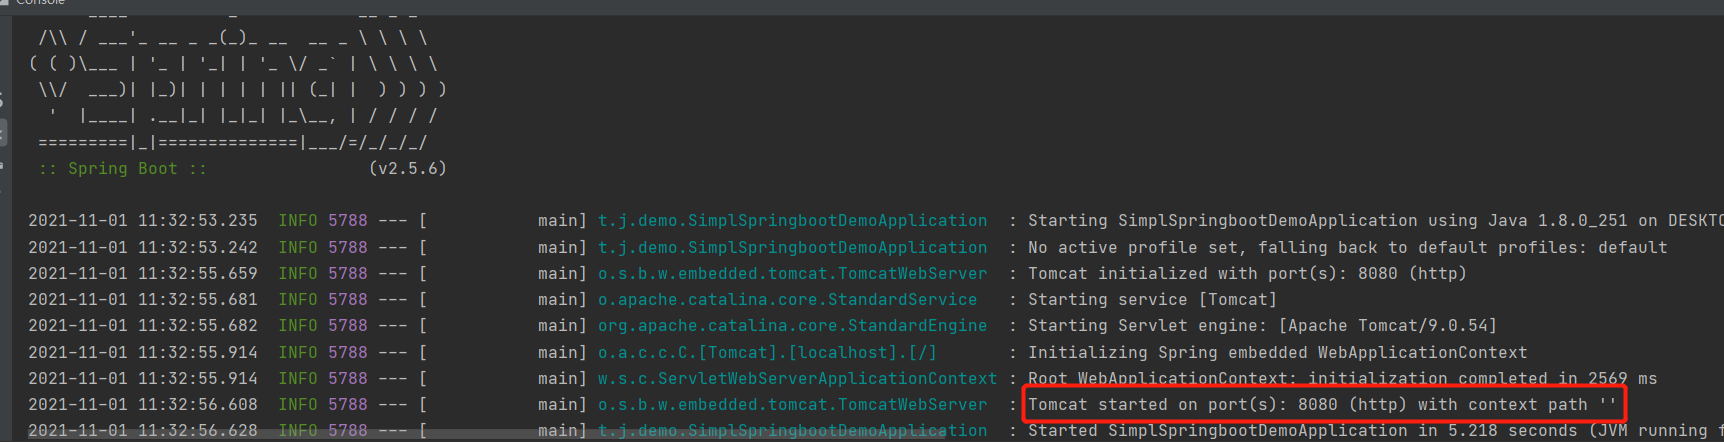 Console
  .   ____          _            __ _ _
 /\\ / ___'_ __ _ _(_)_ __  __ _ \ \ \ \
( ( )\___ | '_ | '_| | '_ \/ _` | \ \ \ \
 \\/  ___)| |_)| | | | | || (_| |  ) ) ) )
  '  |____| .__|_| |_|_| |_\__, | / / / /
 =========|_|==============|___/=/_/_/_/
 :: Spring Boot ::                (v2.5.6)
2021-11-01 11:32:53.235  INFO 5788 --- [           main] t.j.demo.SimplSpringbootDemoApplication  : Starting SimplSpringbootDemoApplication using Java 1.8.0_251 on DESKTO
2021-11-01 11:32:53.242  INFO 5788 --- [           main] t.j.demo.SimplSpringbootDemoApplication  : No active profile set, falling back to default profiles: default
2021-11-01 11:32:55.659  INFO 5788 --- [           main] o.s.b.w.embedded.tomcat.TomcatWebServer  : Tomcat initialized with port(s): 8080 (http)
2021-11-01 11:32:55.681  INFO 5788 --- [           main] o.apache.catalina.core.StandardService   : Starting service [Tomcat]
2021-11-01 11:32:55.682  INFO 5788 --- [           main] org.apache.catalina.core.StandardEngine  : Starting Servlet engine: [Apache Tomcat/9.0.54]
2021-11-01 11:32:55.914  INFO 5788 --- [           main] o.a.c.c.C.[Tomcat].[localhost].[/]       : Initializing Spring embedded WebApplicationContext
2021-11-01 11:32:55.914  INFO 5788 --- [           main] w.s.c.ServletWebServerApplicationContext : Root WebApplicationContext: initialization completed in 2569 ms
2021-11-01 11:32:56.608  INFO 5788 --- [           main] o.s.b.w.embedded.tomcat.TomcatWebServer  : Tomcat started on port(s): 8080 (http) with context path ''
2021-11-01 11:32:56.628  INFO 5788 --- [           main] t.j.demo.SimplSpringbootDemoApplication  : Started SimplSpringbootDemoApplication in 5.218 seconds (JVM running f